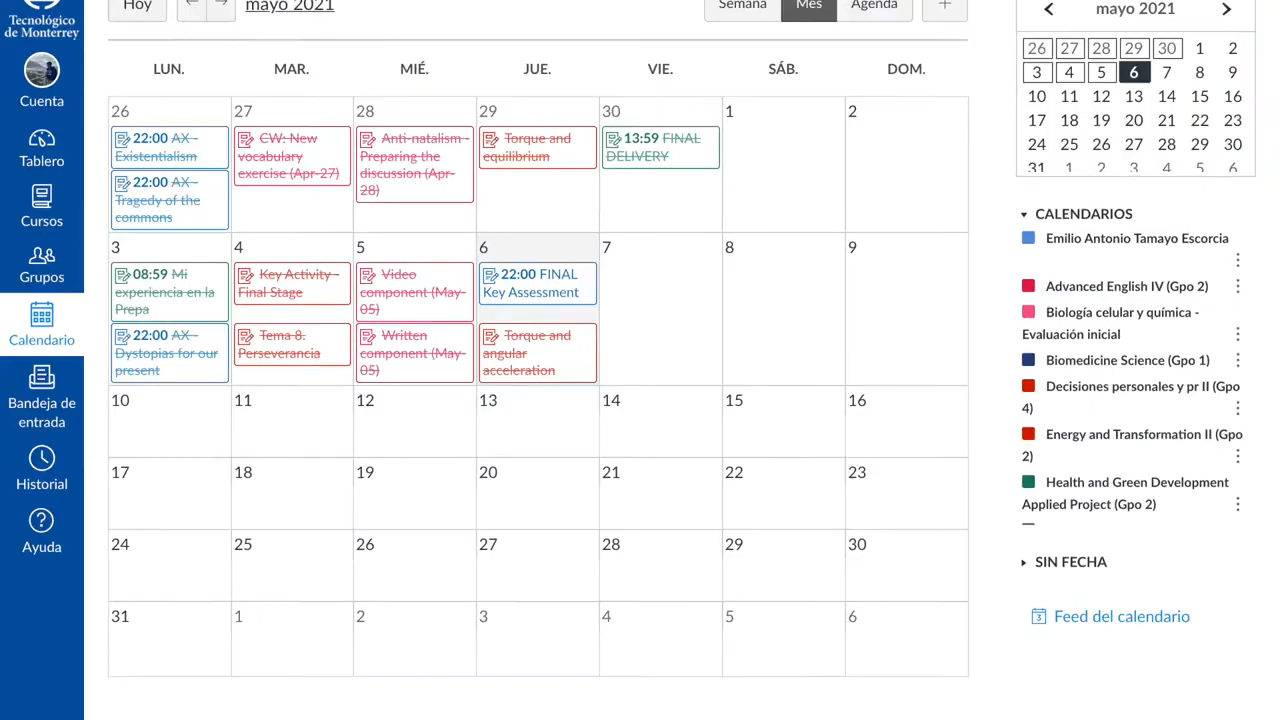 Tecnológico
de Monterrey
Cuenta
Tablero
Cursos
Grupos
Calendario
Bandeja de
entrada
Historial
Ayuda
Hoy
← → mayo 2021
Semana Mes Agenda +
LUN. MAR. MIÉ. JUE. VIE. SÁB. DOM.
26 27 28 29 30 1 2
22:00 AX -
Existentialism
22:00 AX -
Tragedy of the
commons
CW: New
vocabulary
exercise (Apr-27)
Anti-natalism -
Preparing the
discussion (Apr-
28)
Torque and
equilibrium
13:59 FINAL
DELIVERY
3 4 5 6 7 8 9
08:59 Mi
experiencia en la
Prepa
22:00 AX -
Dystopias for our
present
Key Activity -
Final Stage
Tema 8.
Perseverancia
Video
component (May-
05)
Written
component (May-
05)
22:00 FINAL
Key Assessment
Torque and
angular
acceleration
10 11 12 13 14 15 16
17 18 19 20 21 22 23
24 25 26 27 28 29 30
31 1 2 3 4 5 6
mayo 2021
26 27 28 29 30 1 2
3 4 5 6 7 8 9
10 11 12 13 14 15 16
17 18 19 20 21 22 23
24 25 26 27 28 29 30
31 1 2 3 4 5 6
CALENDARIOS
Emilio Antonio Tamayo Escorcia
Advanced English IV (Gpo 2)
Biología celular y química -
Evaluación inicial
Biomedicine Science (Gpo 1)
Decisiones personales y pr II (Gpo
4)
Energy and Transformation II (Gpo
2)
Health and Green Development
Applied Project (Gpo 2)
SIN FECHA
3 Feed del calendario